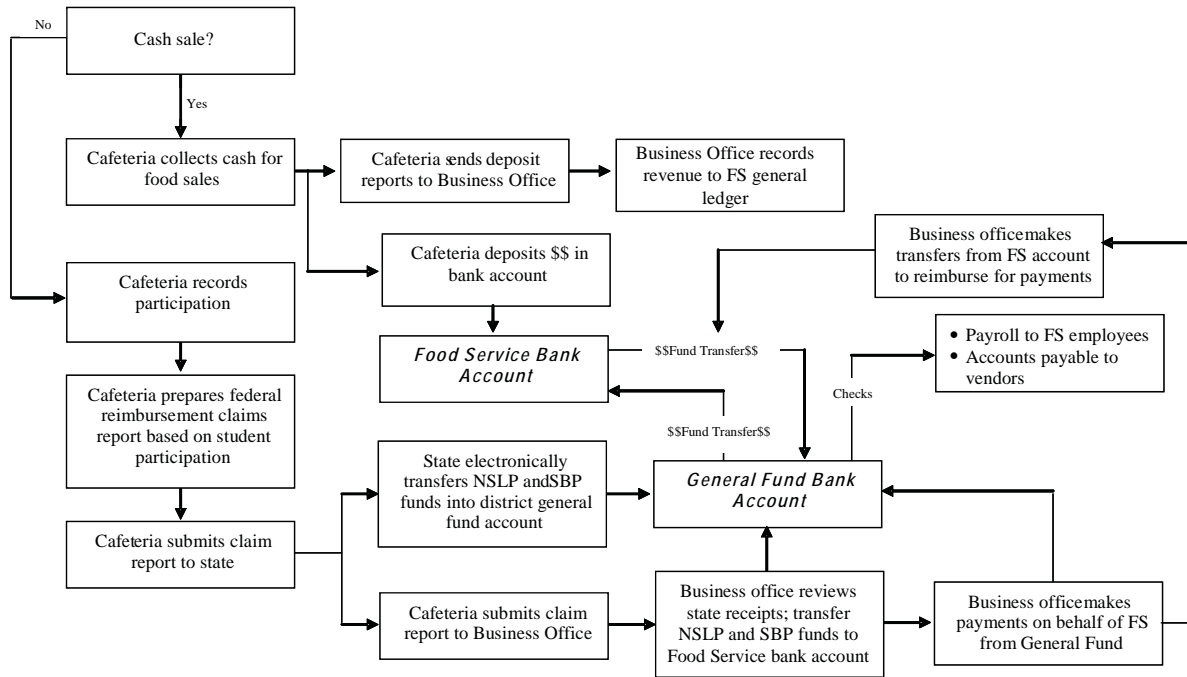 No
Cash sale?
Yes
Cafeteria collects cash for
food sales
Cafeteria sends deposit
reports to Business Office
Business Office records
revenue to FS general
ledger
Business officemakes
transfers from FS account
to reimburse for payments
Cafeteria deposits $$ in
bank account
Cafeteria records
participation
Food Service Bank
Account
$$Fund Transfer$$
• Payroll to FS employees
• Accounts payable to
vendors
Checks
Cafeteria prepares federal
reimbursement claims
report based on student
participation
$$Fund Transfer$$
State electronically
transfers NSLP andSBP
funds into district general
fund account
General Fund Bank
Account
Cafeteria submits claim
report to state
Cafeteria submits claim
report to Business Office
Business office reviews
state receipts; transfer
NSLP and SBP funds to
Food Service bank account
Business officemakes
payments on behalf of FS
from General Fund